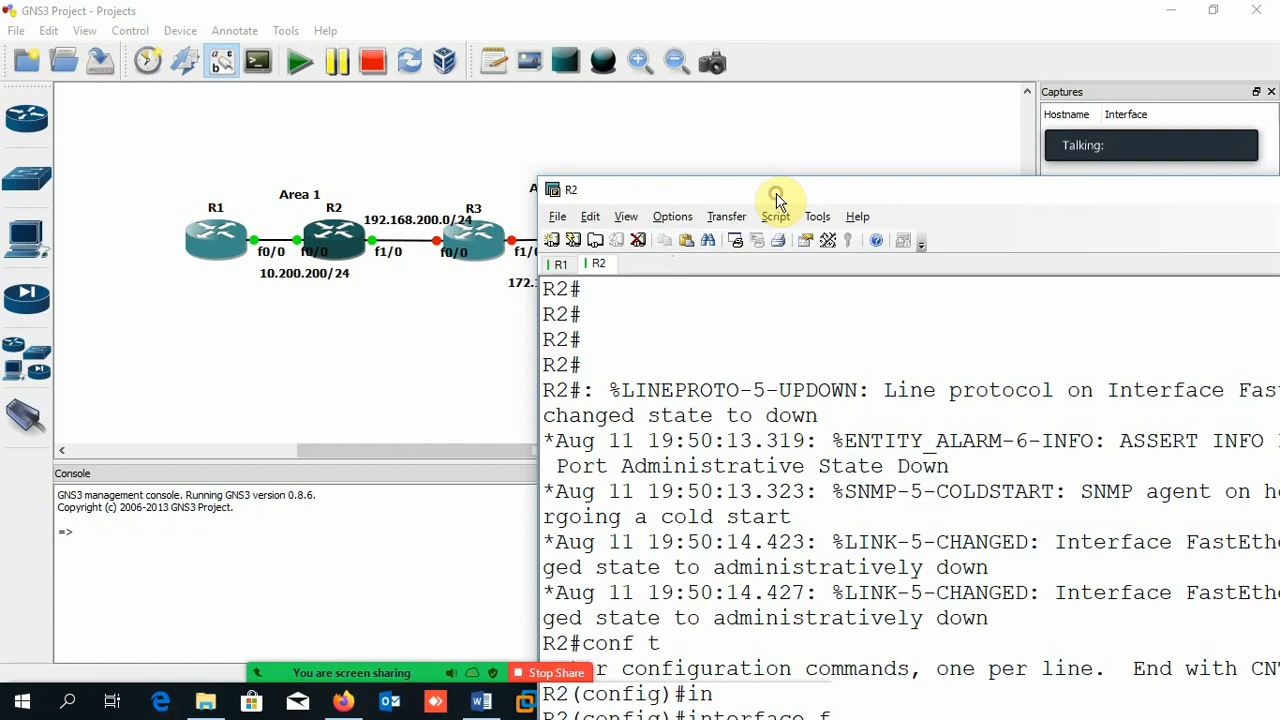 GNS3 Project - Projects
File Edit View Control Device Annotate Tools Help
Captures
Hostname Interface
Talking:
Area 1
R1
R2
R3
192.168.200.0/24
f0/0
f0/0
f1/0
f0/0
f1/
10.200.200/24
172.
R2
File Edit View Options Transfer Script Tools Help
R1
R2
R2#
R2#
R2#
R2#
R2#: %LINEPROTO-5-UPDOWN: Line protocol on Interface Fas
changed state to down
*Aug 11 19:50:13.319: %ENTITY_ALARM-6-INFO: ASSERT INFO
Port Administrative State Down
*Aug 11 19:50:13.323: %SNMP-5-COLDSTART: SNMP agent on h
rgoing a cold start
*Aug 11 19:50:14.423: %LINK-5-CHANGED: Interface FastEth
ged state to administratively down
*Aug 11 19:50:14.427: %LINK-5-CHANGED: Interface FastEth
ged state to administratively down
R2#conf t
er configuration commands, one per line. End with CN
R2(config)#in
R2(config)#interface f
Console
GNS3 management console. Running GNS3 version 0.8.6.
Copyright (c) 2006-2013 GNS3 Project.
=>
You are screen sharing
Stop Share